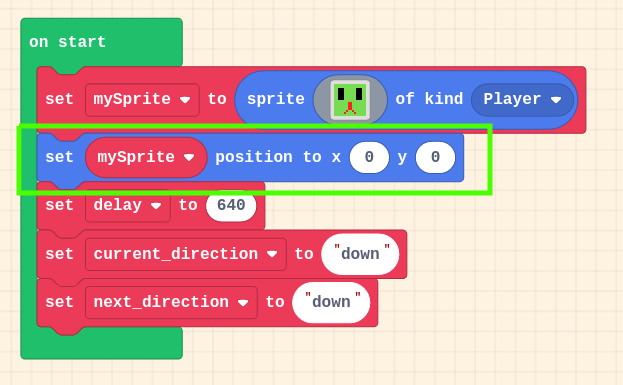 on start
set mySprite to sprite of kind Player
set mySprite position to x 0 y 0
set delay to 640
set current_direction to "down"
set next_direction to "down"